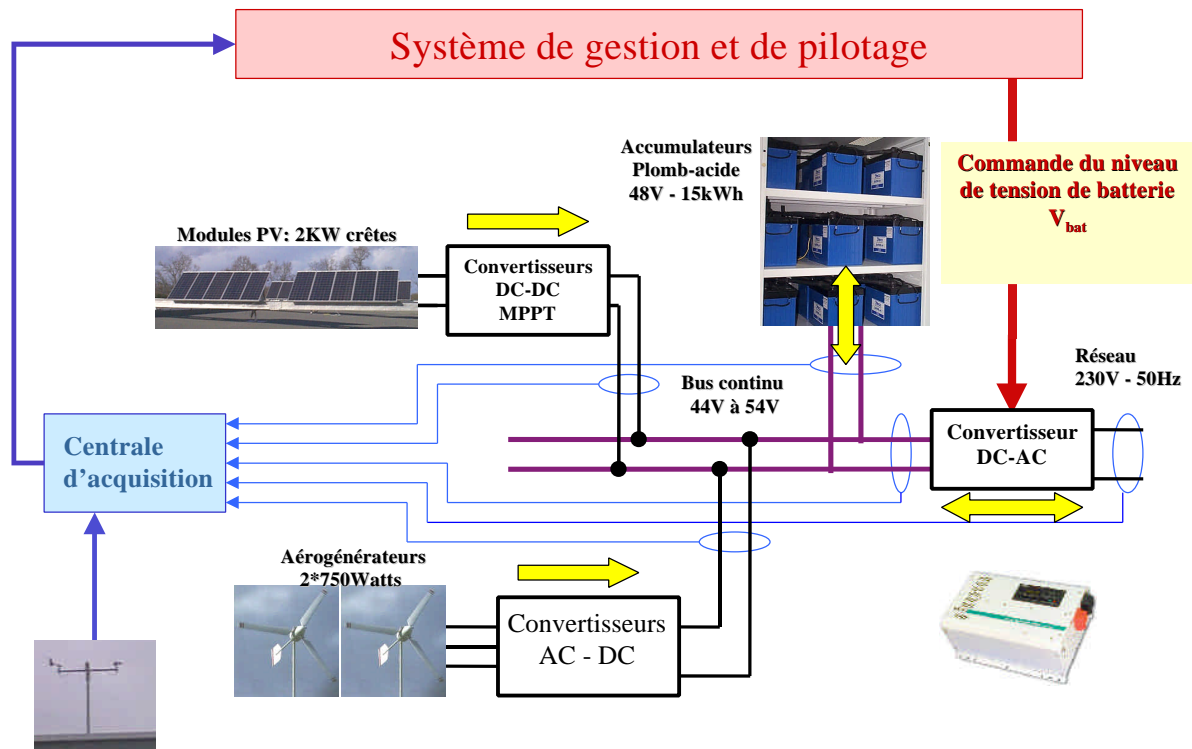 Système de gestion et de pilotage
Accumulateurs
Plomb-acide
48V - 15kWh
Commande du niveau
de tension de batterie
Vbat
Modules PV: 2KW crêtes
Convertisseurs
DC-DC
MPPT
Réseau
230V - 50Hz
Bus continu
44V à 54V
Centrale
d’acquisition
Convertisseur
DC-AC
Aérogénérateurs
2*750Watts
Convertisseurs
AC - DC